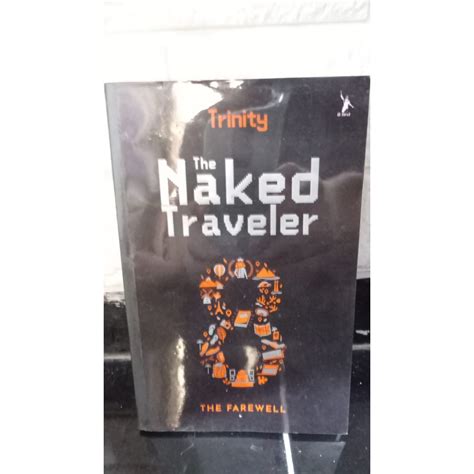 Trinity
The
Naked
Traveler
8
THE FAREWELL